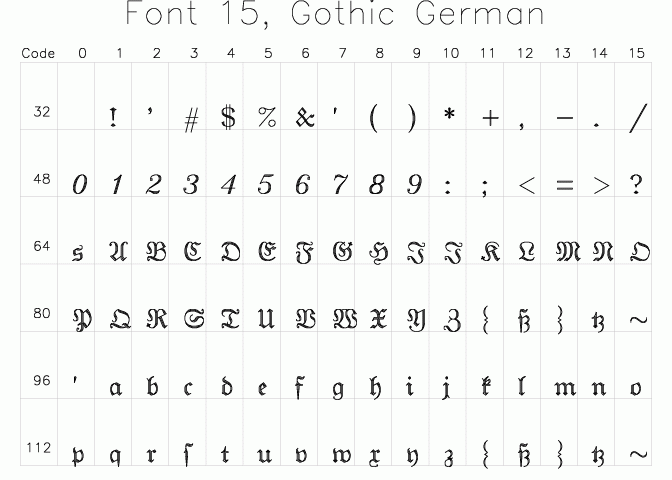 Font 15, Gothic German
Code 0 1 2 3 4 5 6 7 8 9 10 11 12 13 14 15
32 ! ’ # $ % & ' ( ) * + , − . /
48 0 1 2 3 4 5 6 7 8 9 : ; < = > ?
64 s A B C D E F G H I J K L M N O
80 P Q R S T U V W X Y Z { ß } tz ~
96 ' a b c d e f g h i j k l m n o
112 p q r ſ t u v w x y z { ß } tz ~